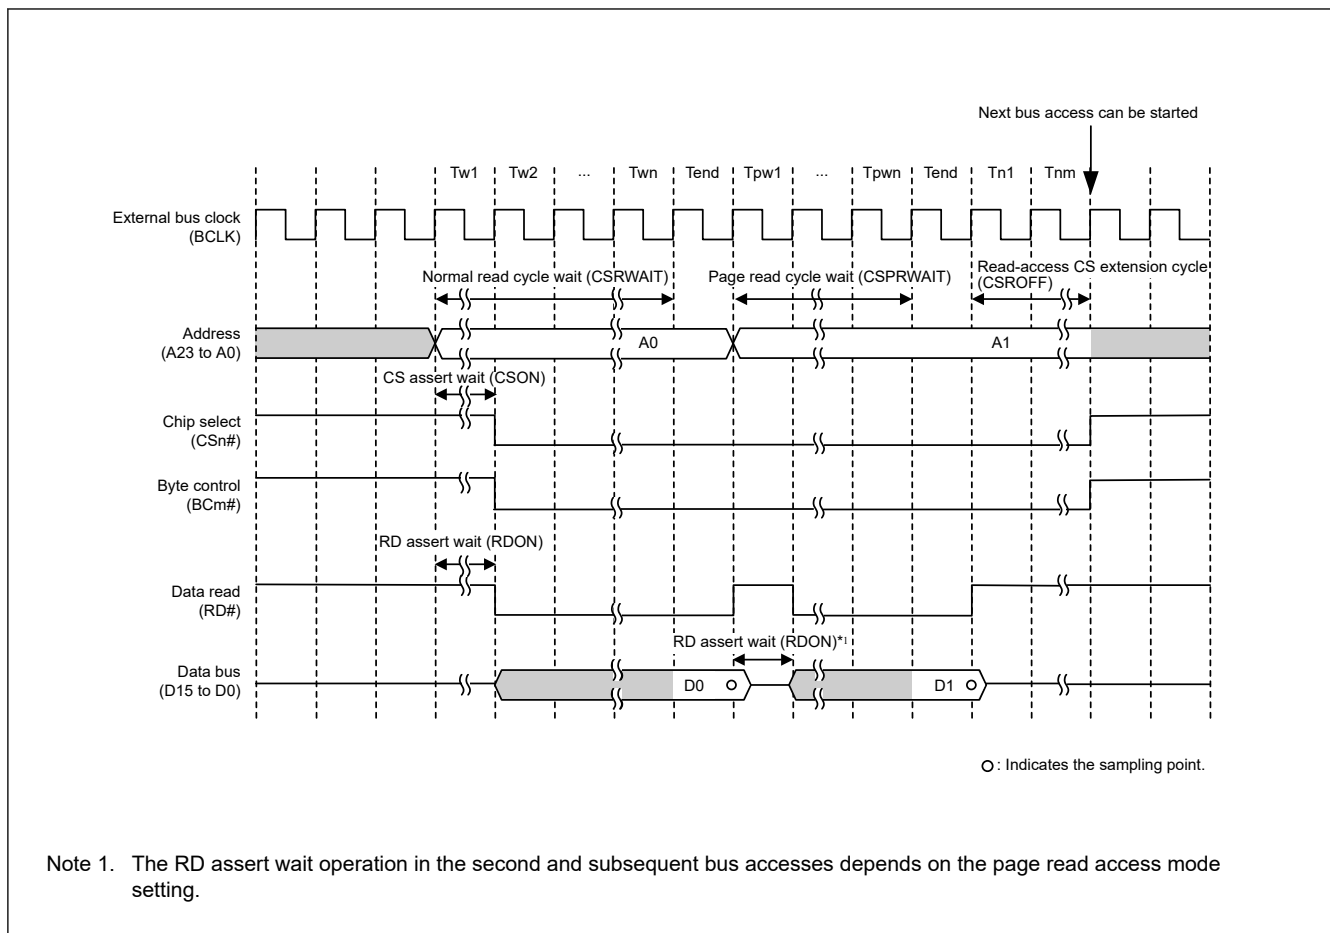 Next bus access can be started
Tw1 Tw2 ... Twn Tend Tpw1 ... Tpwn Tend Tn1 Tnm
External bus clock
(BCLK)
Normal read cycle wait (CSRWAIT)
Page read cycle wait (CSPRWAIT)
Read-access CS extension cycle
(CSROFF)
Address
(A23 to A0)
A0
A1
CS assert wait (CSON)
Chip select
(CSn#)
Byte control
(BCm#)
RD assert wait (RDON)
Data read
(RD#)
RD assert wait (RDON)*1
Data bus
(D15 to D0)
D0
D1
: Indicates the sampling point.
Note 1. The RD assert wait operation in the second and subsequent bus accesses depends on the page read access mode
setting.